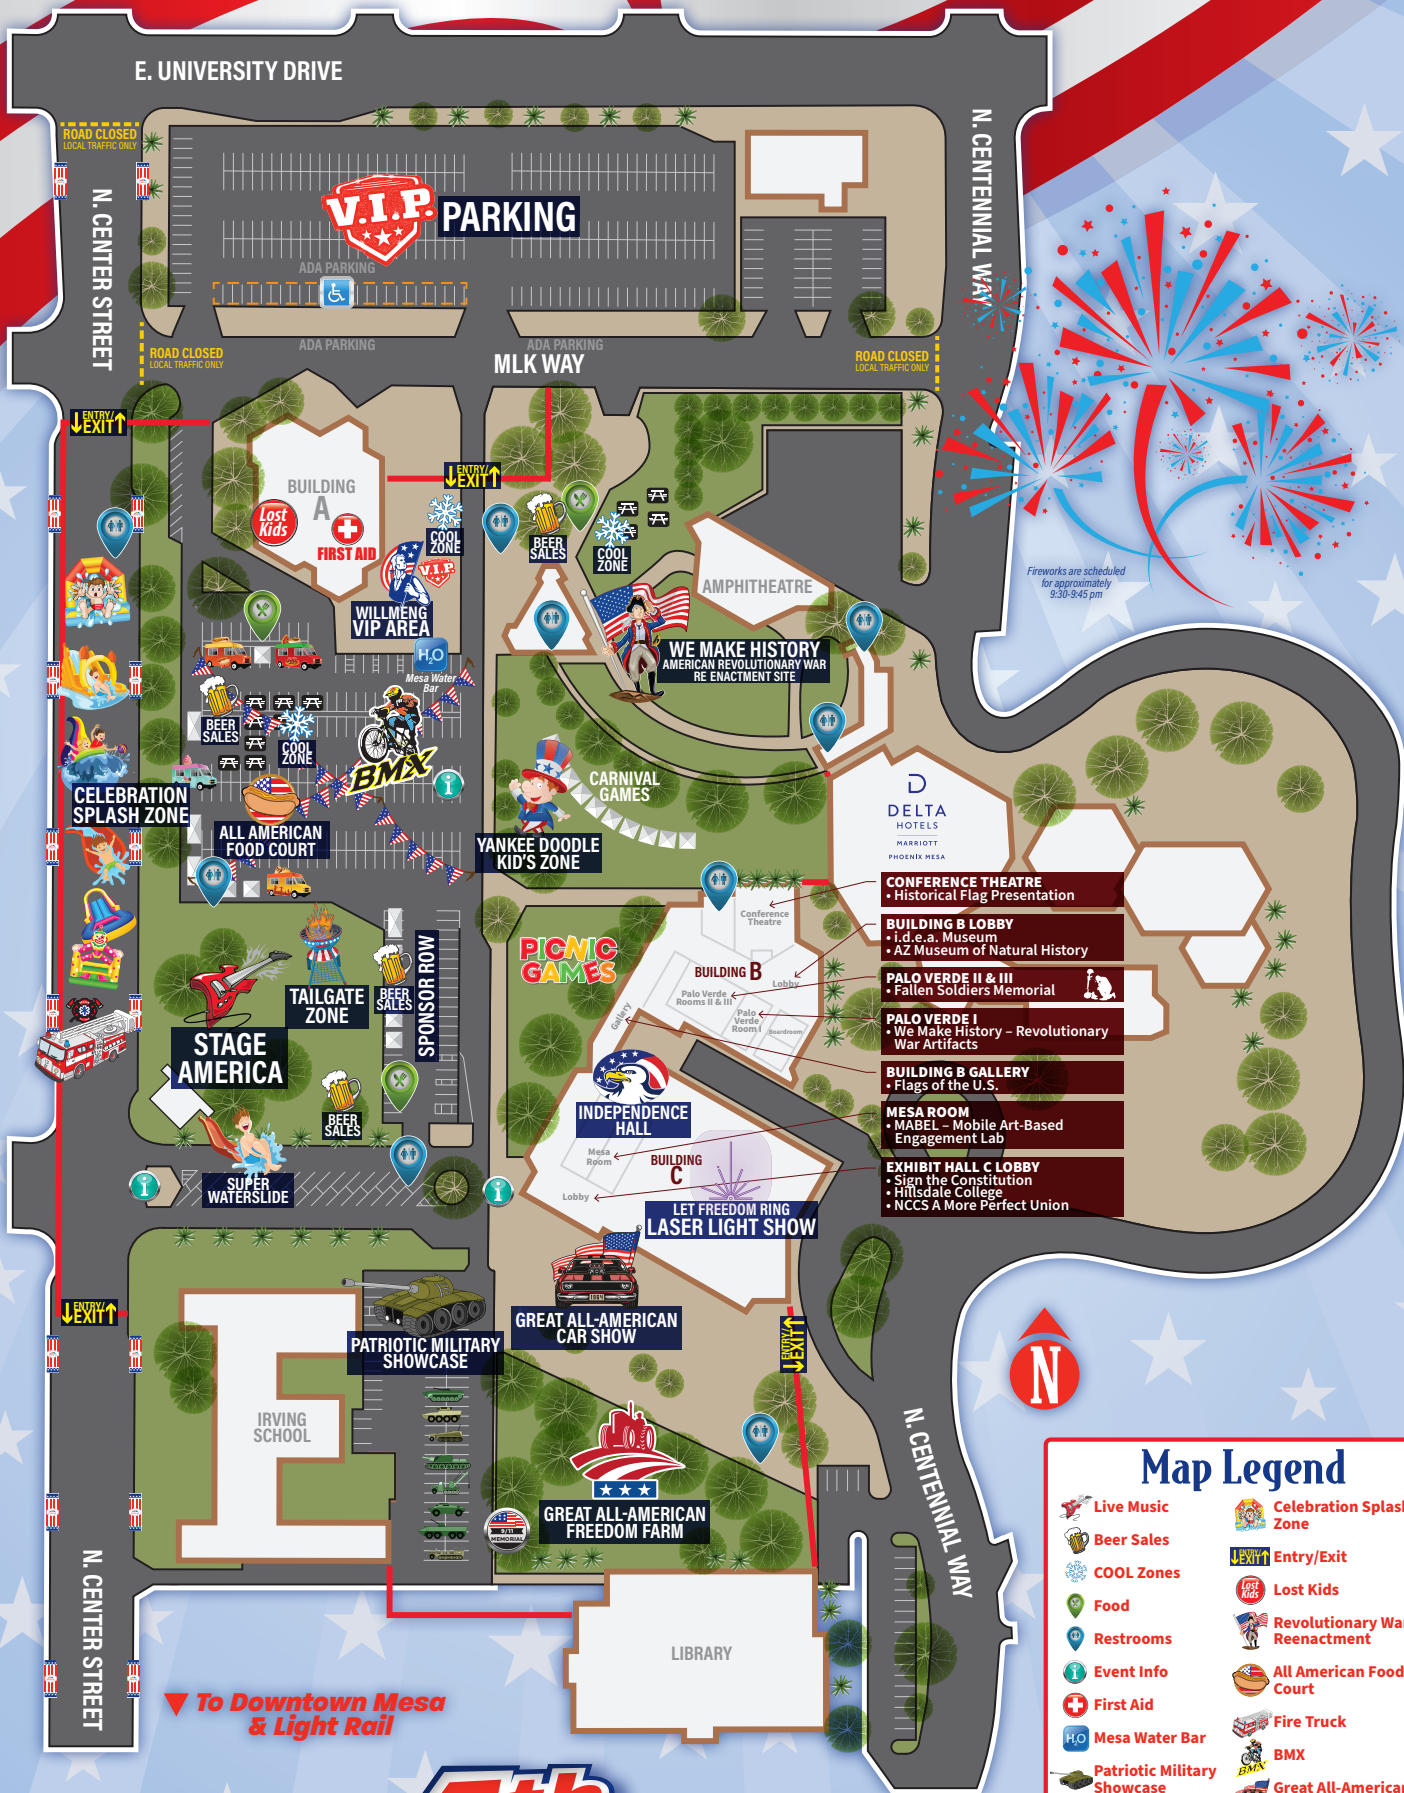 E. UNIVERSITY DRIVE
ROAD CLOSED
LOCAL TRAFFIC ONLY
N. CENTER STREET
N. CENTENNIAL WAY
V.I.P.
PARKING
ADA PARKING
ADA PARKING
ADA PARKING
ROAD CLOSED
LOCAL TRAFFIC ONLY
MLK WAY
ROAD CLOSED
LOCAL TRAFFIC ONLY
ENTRY/
EXIT
ENTRY/
EXIT
BUILDING
A
Lost
Kids
FIRST AID
COOL
ZONE
V.I.P.
WILLMENG
VIP AREA
BEER
SALES
COOL
ZONE
AMPHITHEATRE
Fireworks are scheduled
for approximately
9:30-9:45 pm
H2O
Mesa Water
Bar
WE MAKE HISTORY
AMERICAN REVOLUTIONARY WAR
RE ENACTMENT SITE
BEER
SALES
COOL
ZONE
BMX
CELEBRATION
SPLASH ZONE
ALL AMERICAN
FOOD COURT
CARNIVAL
GAMES
YANKEE DOODLE
KID'S ZONE
DELTA
HOTELS
MARRIOTT
PHOENIX MESA
CONFERENCE THEATRE
• Historical Flag Presentation
BUILDING B LOBBY
• i.d.e.a. Museum
• AZ Museum of Natural History
PALO VERDE II & III
• Fallen Soldiers Memorial
PALO VERDE I
• We Make History – Revolutionary
War Artifacts
BUILDING B GALLERY
• Flags of the U.S.
MESA ROOM
• MABEL – Mobile Art-Based
Engagement Lab
EXHIBIT HALL C LOBBY
• Sign the Constitution
• Hillsdale College
• NCCS A More Perfect Union
Conference
Theatre
BUILDING B
Lobby
Palo Verde
Rooms II & III
Palo
Verde
Room I
Boardroom
Gallery
PICNIC
GAMES
TAILGATE
ZONE
BEER
SALES
SPONSOR ROW
STAGE
AMERICA
BEER
SALES
INDEPENDENCE
HALL
Mesa
Room
BUILDING
C
Lobby
LET FREEDOM RING
LASER LIGHT SHOW
SUPER
WATERSLIDE
GREAT ALL-AMERICAN
CAR SHOW
PATRIOTIC MILITARY
SHOWCASE
ENTRY/
EXIT
ENTRY/
EXIT
IRVING
SCHOOL
GREAT ALL-AMERICAN
FREEDOM FARM
9/11
MEMORIAL
N. CENTER STREET
N. CENTENNIAL WAY
LIBRARY
To Downtown Mesa
& Light Rail
N
Map Legend
Live Music
Beer Sales
COOL Zones
Food
Restrooms
Event Info
First Aid
H2O
Mesa Water Bar
Patriotic Military
Showcase
Celebration Splash
Zone
ENTRY/
EXIT
Entry/Exit
Lost
Kids
Lost Kids
Revolutionary Wa
Reenactment
All American Food
Court
Fire Truck
BMX
BMX
Great All-American
5th